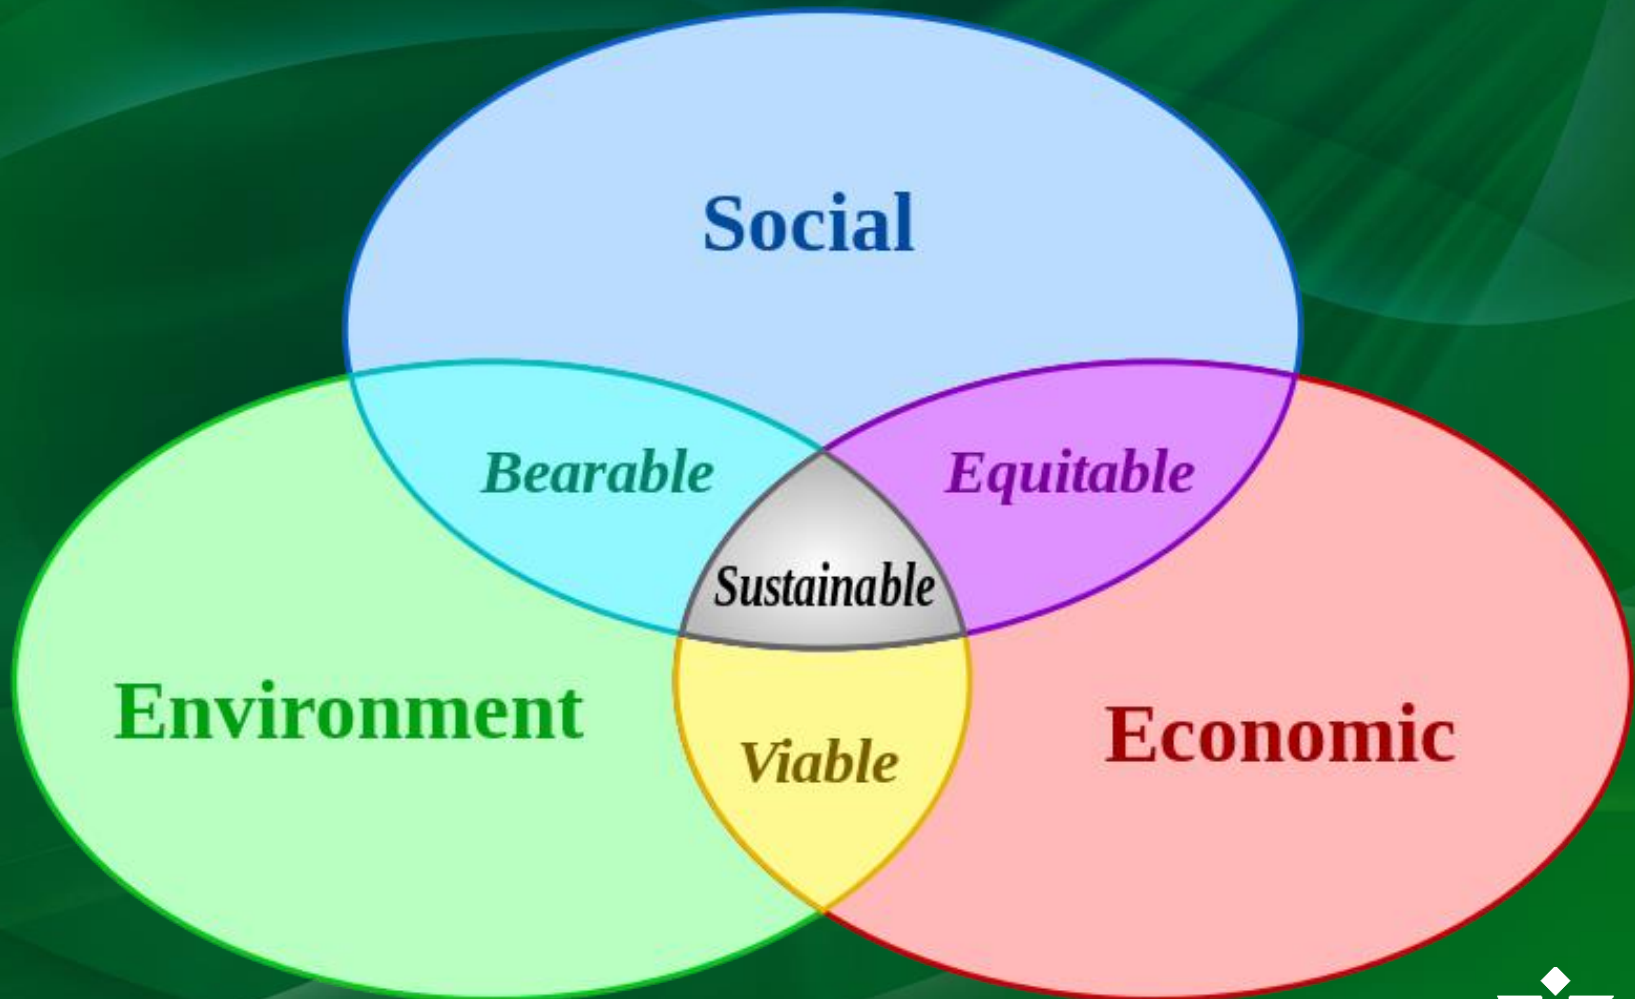 Social
Bearable
Equitable
Sustainable
Environment
Economic
Viable